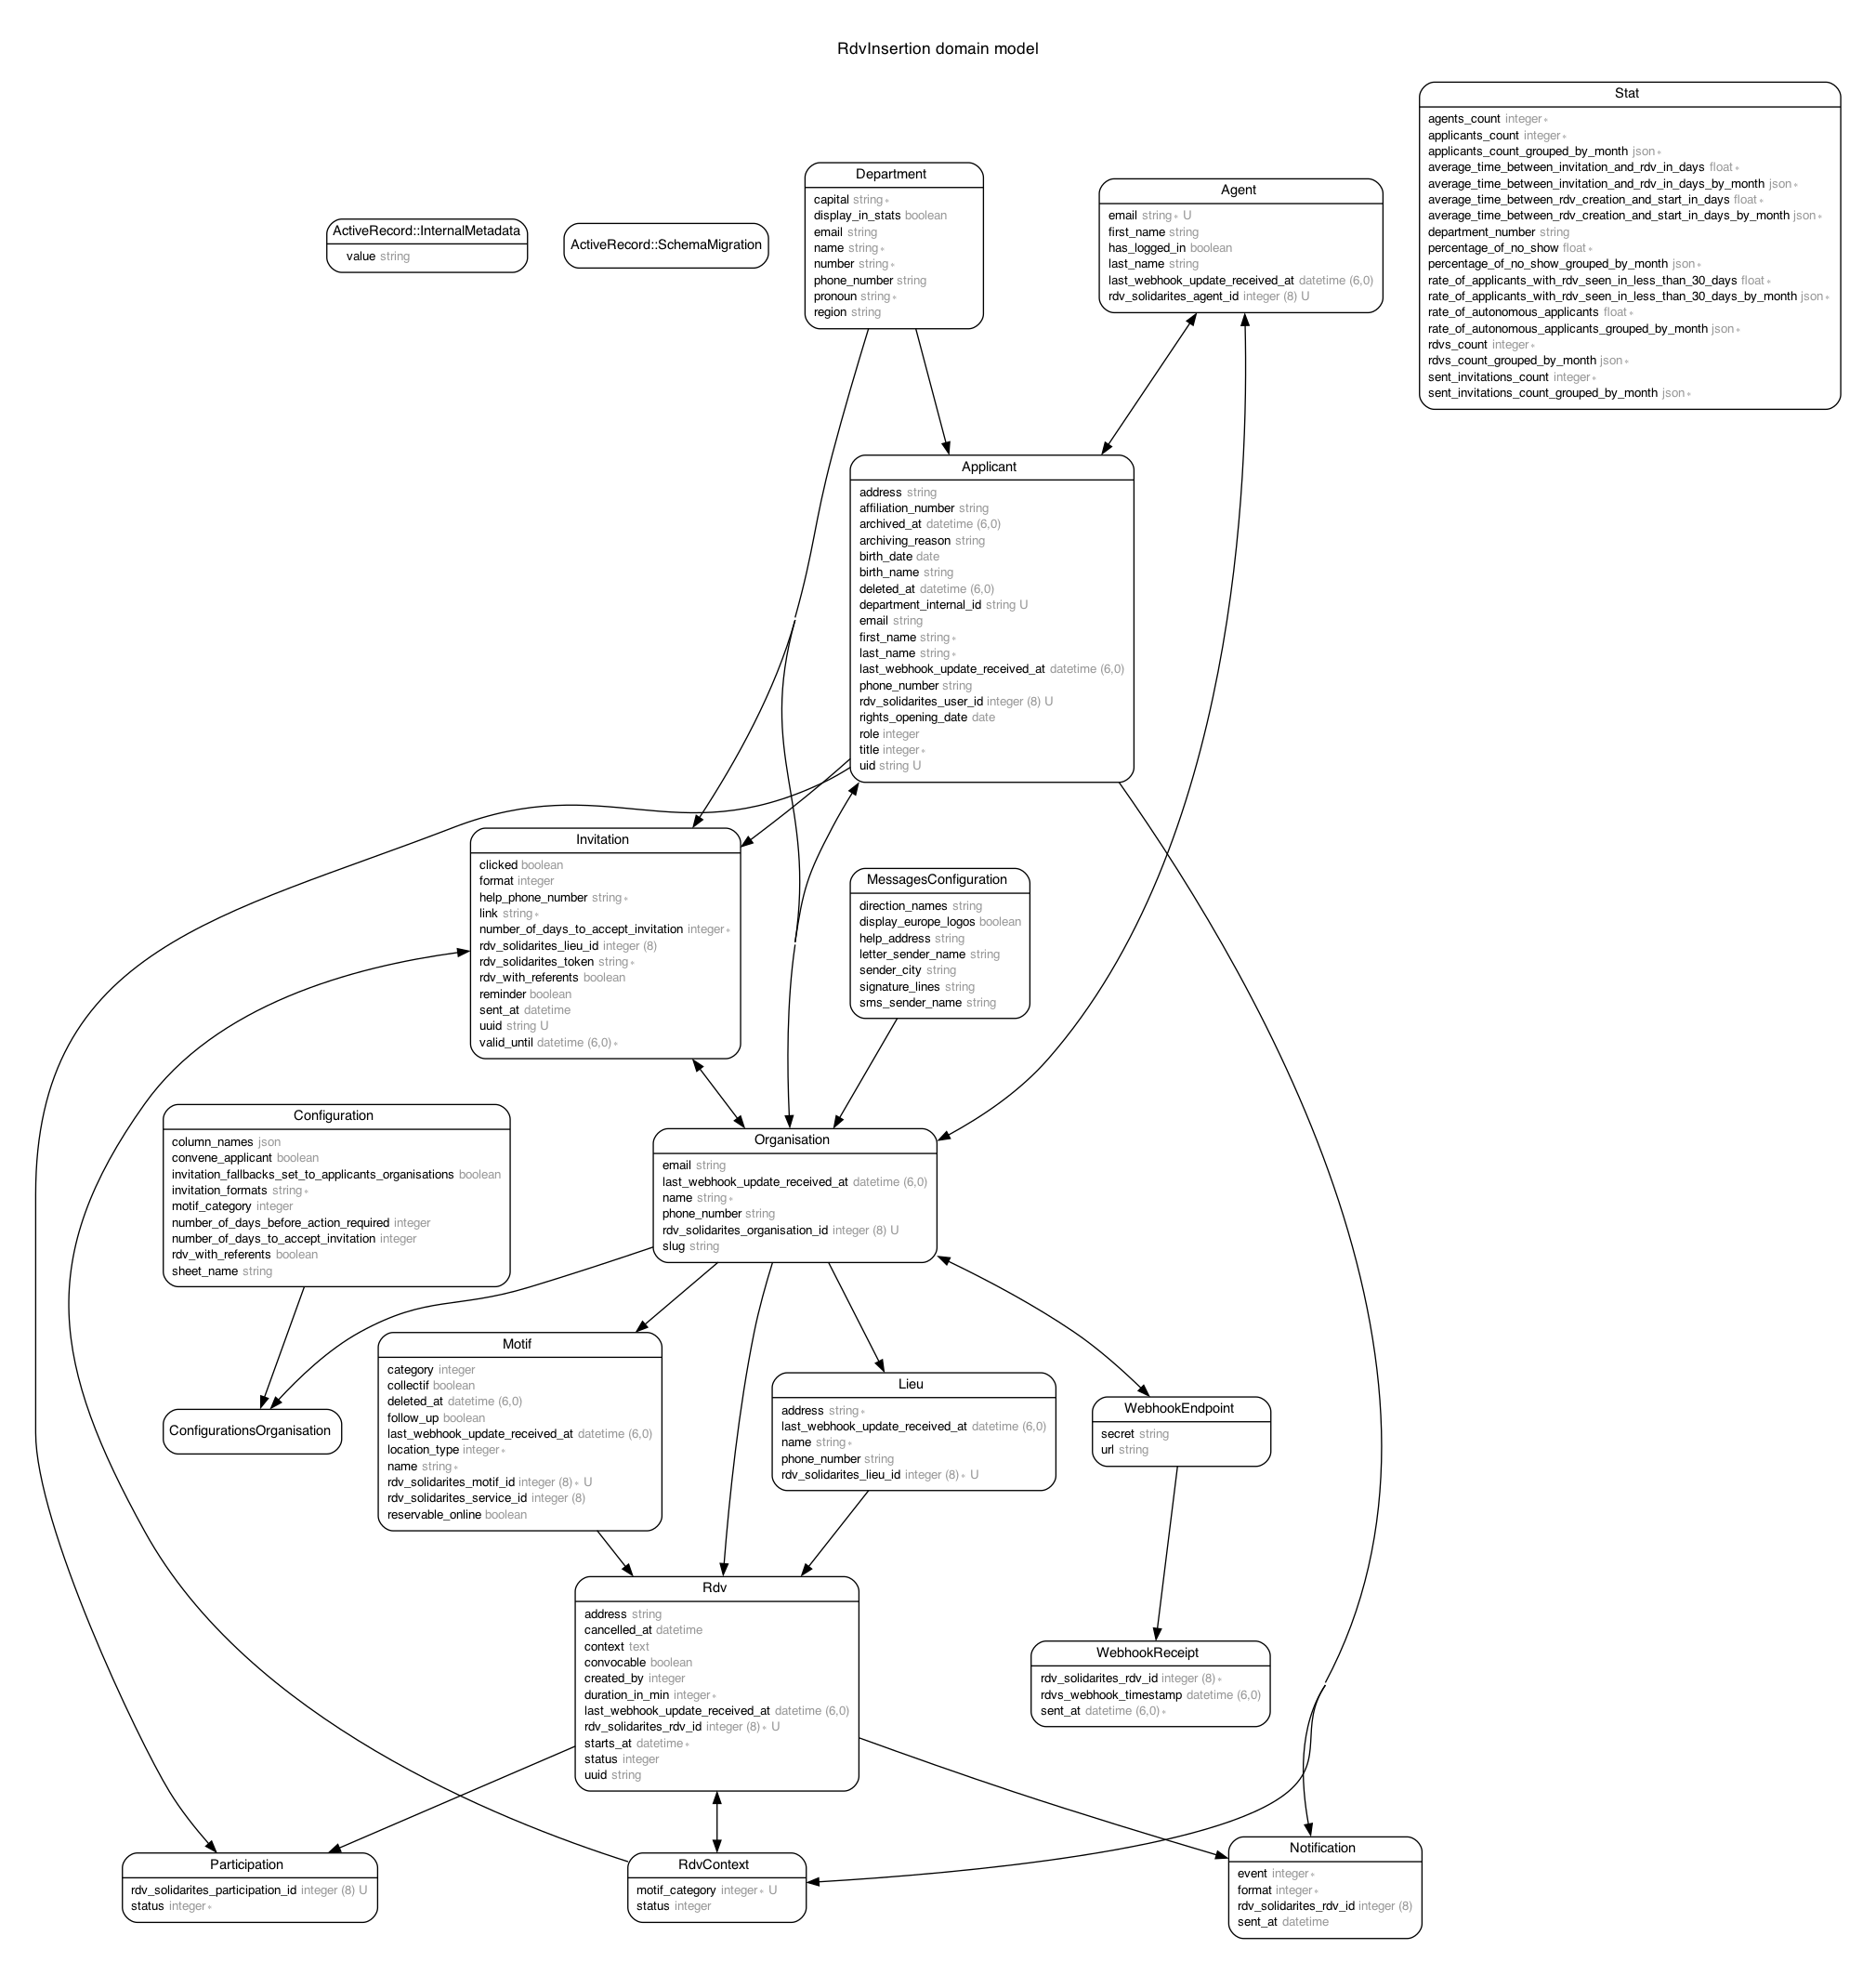 RdvInsertion domain model
Stat
agents_count integer ∗
applicants_count integer ∗
applicants_count_grouped_by_month json ∗
average_time_between_invitation_and_rdv_in_days float ∗
average_time_between_invitation_and_rdv_in_days_by_month json ∗
average_time_between_rdv_creation_and_start_in_days float ∗
average_time_between_rdv_creation_and_start_in_days_by_month json ∗
department_number string
percentage_of_no_show float ∗
percentage_of_no_show_grouped_by_month json ∗
rate_of_applicants_with_rdv_seen_in_less_than_30_days float ∗
rate_of_applicants_with_rdv_seen_in_less_than_30_days_by_month json ∗
rate_of_autonomous_applicants float ∗
rate_of_autonomous_applicants_grouped_by_month json ∗
rdvs_count integer ∗
rdvs_count_grouped_by_month json ∗
sent_invitations_count integer ∗
sent_invitations_count_grouped_by_month json ∗
Department
capital string ∗
display_in_stats boolean
email string
name string ∗
number string ∗
phone_number string
pronoun string ∗
region string
Agent
email string ∗ U
first_name string
has_logged_in boolean
last_name string
last_webhook_update_received_at datetime (6,0)
rdv_solidarites_agent_id integer (8) U
ActiveRecord::InternalMetadata
value string
ActiveRecord::SchemaMigration
Applicant
address string
affiliation_number string
archived_at datetime (6,0)
archiving_reason string
birth_date date
birth_name string
deleted_at datetime (6,0)
department_internal_id string U
email string
first_name string ∗
last_name string ∗
last_webhook_update_received_at datetime (6,0)
phone_number string
rdv_solidarites_user_id integer (8) U
rights_opening_date date
role integer
title integer ∗
uid string U
Invitation
clicked boolean
format integer
help_phone_number string ∗
link string ∗
number_of_days_to_accept_invitation integer ∗
rdv_solidarites_lieu_id integer (8)
rdv_solidarites_token string ∗
rdv_with_referents boolean
reminder boolean
sent_at datetime
uuid string U
valid_until datetime (6,0) ∗
MessagesConfiguration
direction_names string
display_europe_logos boolean
help_address string
letter_sender_name string
sender_city string
signature_lines string
sms_sender_name string
Configuration
column_names json
convene_applicant boolean
invitation_fallbacks_set_to_applicants_organisations boolean
invitation_formats string ∗
motif_category integer
number_of_days_before_action_required integer
number_of_days_to_accept_invitation integer
rdv_with_referents boolean
sheet_name string
Organisation
email string
last_webhook_update_received_at datetime (6,0)
name string ∗
phone_number string
rdv_solidarites_organisation_id integer (8) U
slug string
Motif
category integer
collectif boolean
deleted_at datetime (6,0)
follow_up boolean
last_webhook_update_received_at datetime (6,0)
location_type integer ∗
name string ∗
rdv_solidarites_motif_id integer (8) ∗ U
rdv_solidarites_service_id integer (8)
reservable_online boolean
Lieu
address string ∗
last_webhook_update_received_at datetime (6,0)
name string ∗
phone_number string
rdv_solidarites_lieu_id integer (8) ∗ U
WebhookEndpoint
secret string
url string
ConfigurationsOrganisation
Rdv
address string
cancelled_at datetime
context text
convocable boolean
created_by integer
duration_in_min integer ∗
last_webhook_update_received_at datetime (6,0)
rdv_solidarites_rdv_id integer (8) ∗ U
starts_at datetime ∗
status integer
uuid string
WebhookReceipt
rdv_solidarites_rdv_id integer (8) ∗
rdvs_webhook_timestamp datetime (6,0)
sent_at datetime (6,0) ∗
Participation
rdv_solidarites_participation_id integer (8) U
status integer ∗
RdvContext
motif_category integer ∗ U
status integer
Notification
event integer ∗
format integer ∗
rdv_solidarites_rdv_id integer (8)
sent_at datetime